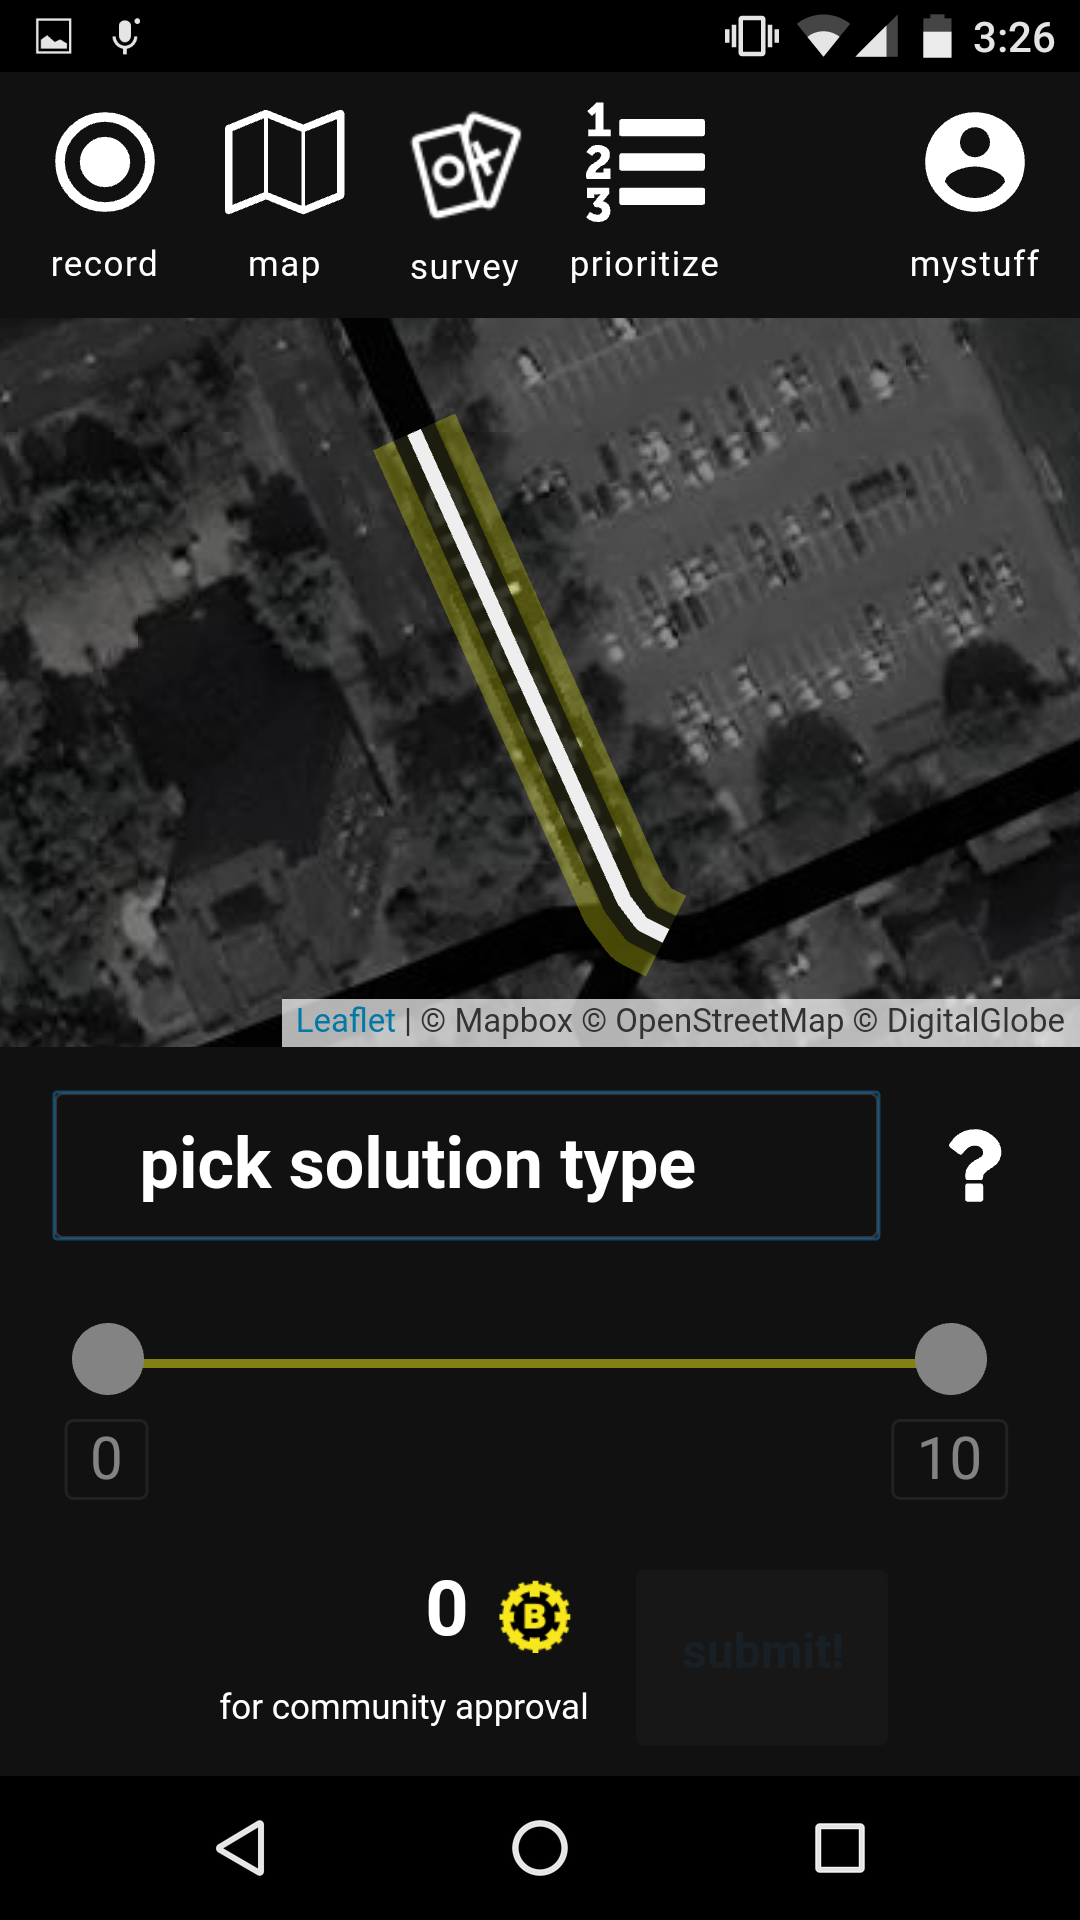 3:26
record map survey 1 2 3 prioritize mystuff
Leaflet | © Mapbox © OpenStreetMap © DigitalGlobe
pick solution type ?
0 10
0 B
submit!
for community approval